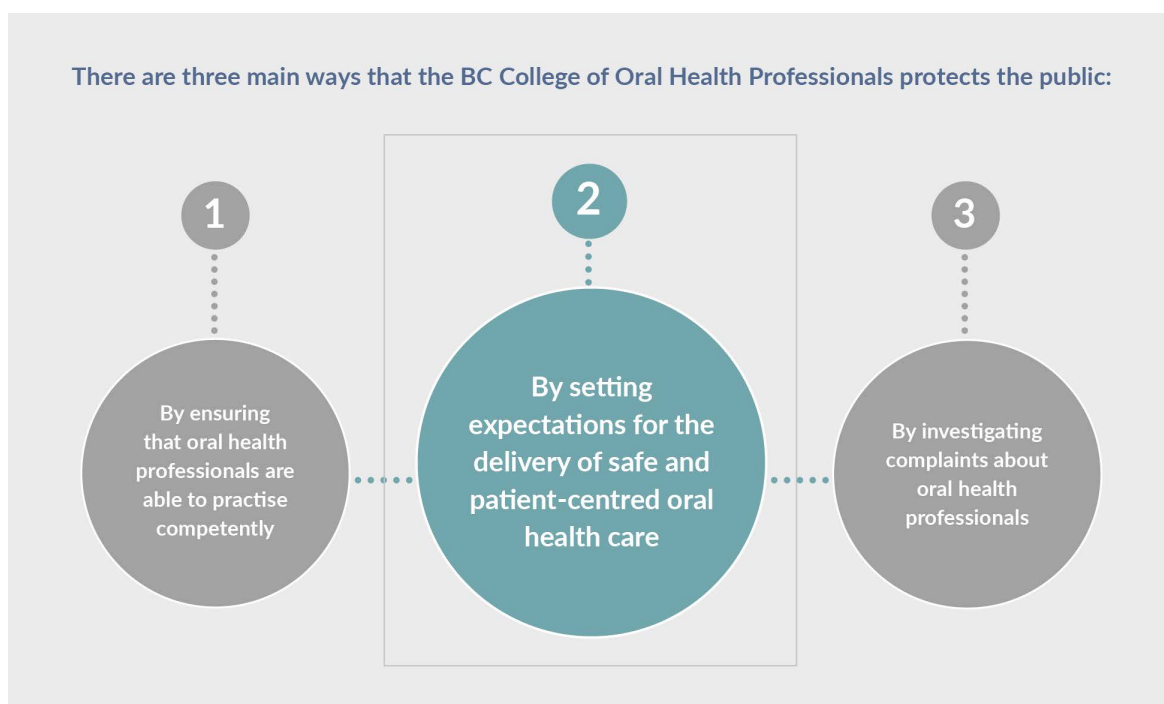 There are three main ways that the BC College of Oral Health Professionals protects the public:
1
By ensuring
that oral health
professionals are
able to practise
competently
2
By setting
expectations for the
delivery of safe and
patient-centred oral
health care
3
By investigating
complaints about
oral health
professionals